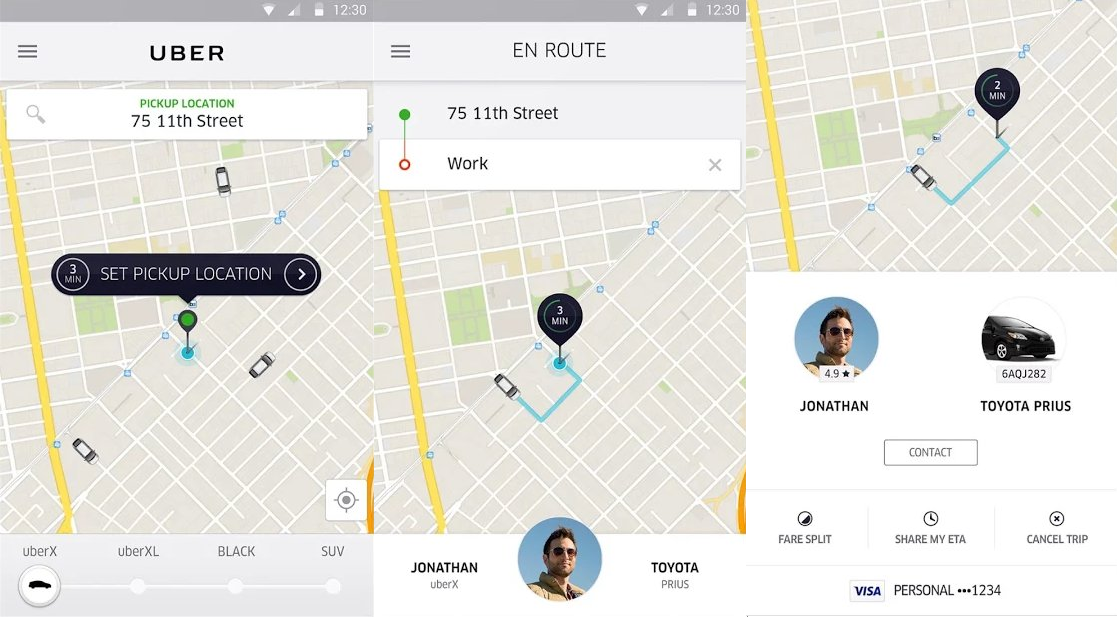 12:30
UBER
PICKUP LOCATION
75 11th Street
3
MIN
SET PICKUP LOCATION
uberX
uberXL
BLACK
SUV
12:30
EN ROUTE
75 11th Street
Work
3
MIN
JONATHAN
uberX
TOYOTA
PRIUS
2
MIN
4.9 ★
6AQJ282
JONATHAN
TOYOTA PRIUS
CONTACT
FARE SPLIT
SHARE MY ETA
CANCEL TRIP
VISA PERSONAL •••1234